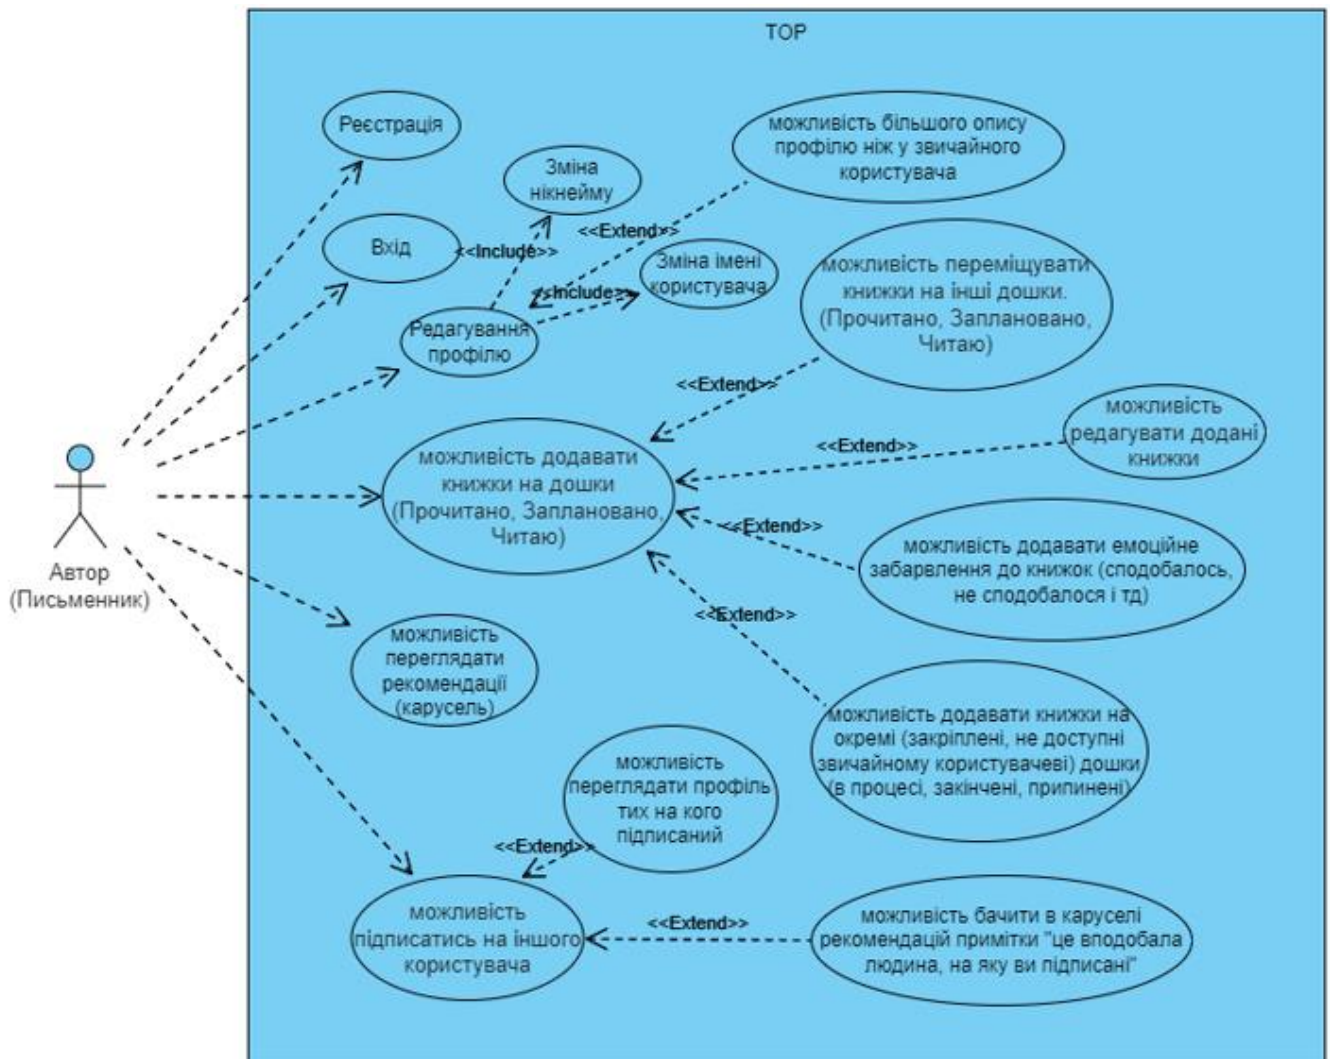 TOP
Реєстрація
можливість більшого опису
профілю ніж у звичайного
користувача
Зміна
нікнейму
<<Extend>>
Вхід
<<Include>>
Зміна імені
користувача
<<Include>>
можливість переміщувати
книжки на інші дошки.
(Прочитано, Заплановано,
Читаю)
Редагування
профілю
<<Extend>>
можливість
редагувати додані
книжки
<<Extend>>
можливість додавати
книжки на дошки
(Прочитано, Заплановано,
Читаю)
<<Extend>>
можливість додавати емоційне
забарвлення до книжок (сподобалось,
не сподобалося і тд)
Автор
(Письменник)
<<Extend>>
можливість
переглядати
рекомендації
(карусель)
можливість додавати книжки на
окремі (закріплені, не доступні
звичайному користувачеві) дошки
(в процесі, закінчені, припинені)
можливість
переглядати профіль
тих на кого
підписаний
<<Extend>>
можливість
підписатись на іншого
користувача
<<Extend>>
можливість бачити в каруселі
рекомендацій примітки "це вподобала
людина, на яку ви підписані"